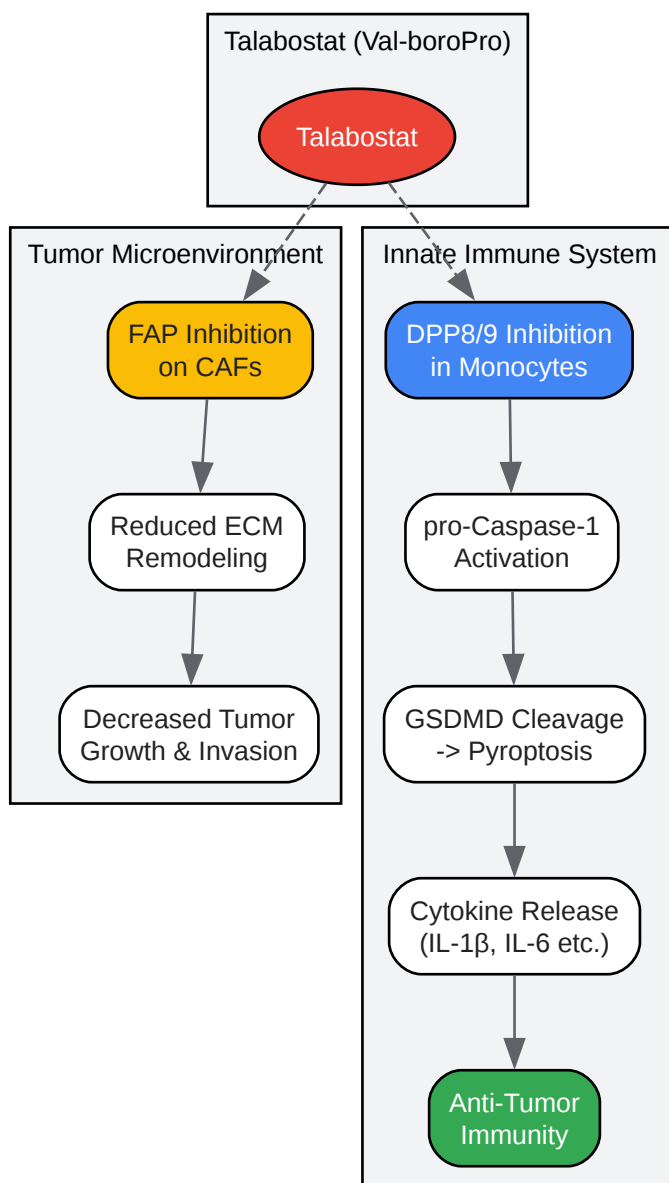 Talabostat (Val-boroPro)
Talabostat
Tumor Microenvironment
FAP Inhibition
on CAFs
Reduced ECM
Remodeling
Decreased Tumor
Growth & Invasion
Innate Immune System
DPP8/9 Inhibition
in Monocytes
pro-Caspase-1
Activation
GSDMD Cleavage
-> Pyroptosis
Cytokine Release
(IL-1β, IL-6 etc.)
Anti-Tumor
Immunity